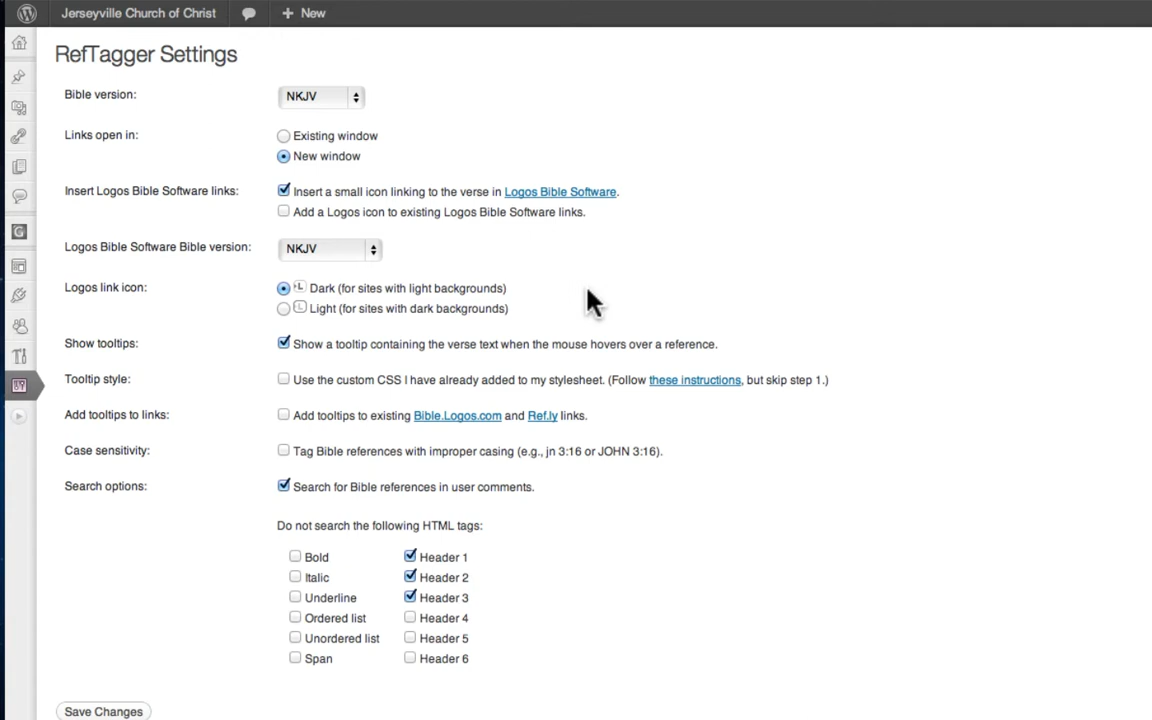 Jerseyville Church of Christ + New
RefTagger Settings
Bible version: NKJV
Links open in: Existing window
New window
Insert Logos Bible Software links: Insert a small icon linking to the verse in Logos Bible Software.
Add a Logos icon to existing Logos Bible Software links.
Logos Bible Software Bible version: NKJV
Logos link icon: L Dark (for sites with light backgrounds)
L Light (for sites with dark backgrounds)
Show tooltips: Show a tooltip containing the verse text when the mouse hovers over a reference.
Tooltip style: Use the custom CSS I have already added to my stylesheet. (Follow these instructions, but skip step 1.)
Add tooltips to links: Add tooltips to existing Bible.Logos.com and Ref.ly links.
Case sensitivity: Tag Bible references with improper casing (e.g., jn 3:16 or JOHN 3:16).
Search options: Search for Bible references in user comments.
Do not search the following HTML tags:
Bold Header 1
Italic Header 2
Underline Header 3
Ordered list Header 4
Unordered list Header 5
Span Header 6
Save Changes